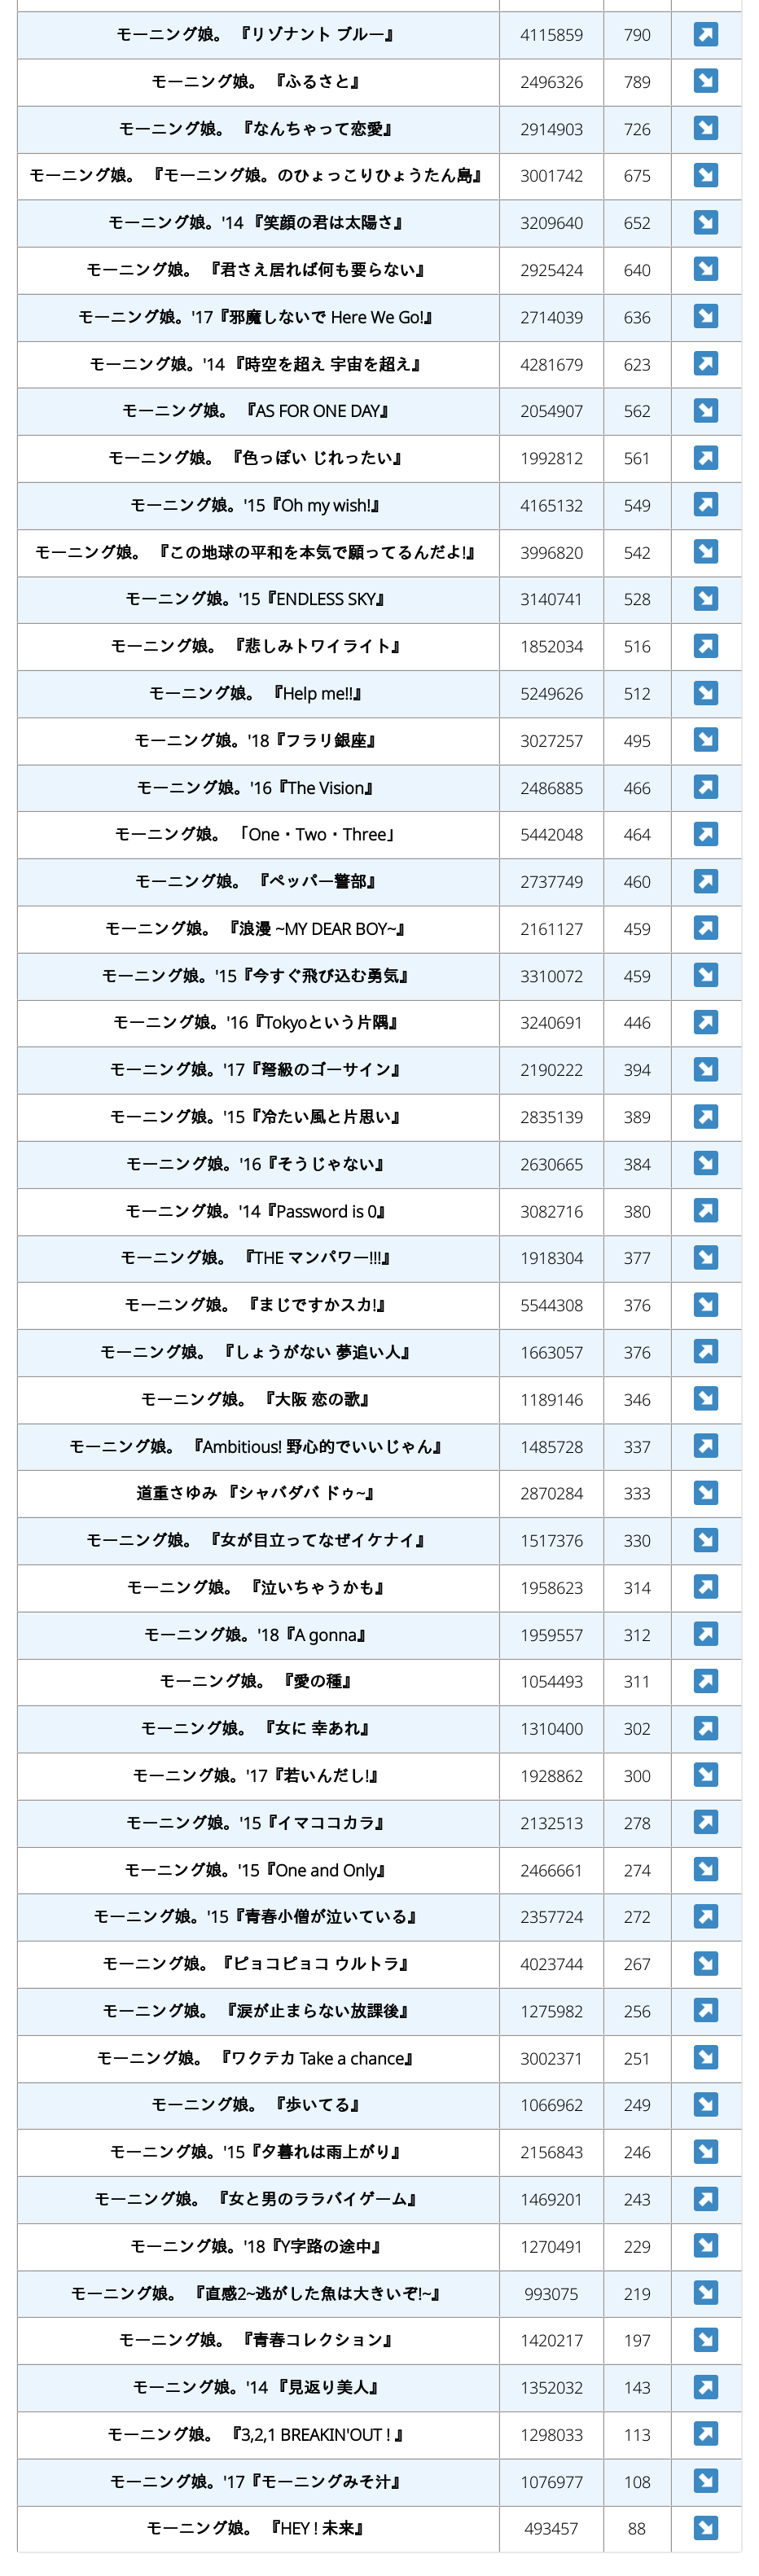 モーニング娘。 『リゾナント ブルー』 4115859 790 ↗
モーニング娘。 『ふるさと』 2496326 789 ↘
モーニング娘。 『なんちゃって恋愛』 2914903 726 ↘
モーニング娘。 『モーニング娘。のひょっこりひょうたん島』 3001742 675 ↘
モーニング娘。'14 『笑顔の君は太陽さ』 3209640 652 ↘
モーニング娘。 『君さえ居れば何も要らない』 2925424 640 ↘
モーニング娘。'17『邪魔しないで Here We Go!』 2714039 636 ↘
モーニング娘。'14 『時空を超え 宇宙を超え』 4281679 623 ↗
モーニング娘。 『AS FOR ONE DAY』 2054907 562 ↘
モーニング娘。 『色っぽい じれったい』 1992812 561 ↗
モーニング娘。'15『Oh my wish!』 4165132 549 ↗
モーニング娘。 『この地球の平和を本気で願ってるんだよ!』 3996820 542 ↘
モーニング娘。'15『ENDLESS SKY』 3140741 528 ↘
モーニング娘。 『悲しみトワイライト』 1852034 516 ↗
モーニング娘。 『Help me!!』 5249626 512 ↘
モーニング娘。'18『フラリ銀座』 3027257 495 ↘
モーニング娘。'16『The Vision』 2486885 466 ↗
モーニング娘。 「One・Two・Three」 5442048 464 ↗
モーニング娘。 『ペッパー警部』 2737749 460 ↗
モーニング娘。 『浪漫 ~MY DEAR BOY~』 2161127 459 ↗
モーニング娘。'15『今すぐ飛び込む勇気』 3310072 459 ↘
モーニング娘。'16『Tokyoという片隅』 3240691 446 ↗
モーニング娘。'17『弩級のゴーサイン』 2190222 394 ↘
モーニング娘。'15『冷たい風と片思い』 2835139 389 ↗
モーニング娘。'16『そうじゃない』 2630665 384 ↘
モーニング娘。'14『Password is 0』 3082716 380 ↗
モーニング娘。 『THE マンパワー!!!』 1918304 377 ↘
モーニング娘。 『まじですかスカ!』 5544308 376 ↘
モーニング娘。 『しょうがない 夢追い人』 1663057 376 ↗
モーニング娘。 『大阪 恋の歌』 1189146 346 ↘
モーニング娘。 『Ambitious! 野心的でいいじゃん』 1485728 337 ↗
道重さゆみ 『シャバダバ ドゥ~』 2870284 333 ↘
モーニング娘。 『女が目立ってなぜイケナイ』 1517376 330 ↘
モーニング娘。 『泣いちゃうかも』 1958623 314 ↗
モーニング娘。'18『A gonna』 1959557 312 ↗
モーニング娘。 『愛の種』 1054493 311 ↗
モーニング娘。 『女に 幸あれ』 1310400 302 ↗
モーニング娘。'17『若いんだし!』 1928862 300 ↘
モーニング娘。'15『イマココカラ』 2132513 278 ↗
モーニング娘。'15『One and Only』 2466661 274 ↘
モーニング娘。'15『青春小僧が泣いている』 2357724 272 ↗
モーニング娘。『ピョコピョコ ウルトラ』 4023744 267 ↘
モーニング娘。 『涙が止まらない放課後』 1275982 256 ↗
モーニング娘。 『ワクテカ Take a chance』 3002371 251 ↘
モーニング娘。 『歩いてる』 1066962 249 ↘
モーニング娘。'15『夕暮れは雨上がり』 2156843 246 ↘
モーニング娘。 『女と男のララバイゲーム』 1469201 243 ↗
モーニング娘。'18『Y字路の途中』 1270491 229 ↘
モーニング娘。 『直感2~逃がした魚は大きいぞ!~』 993075 219 ↘
モーニング娘。 『青春コレクション』 1420217 197 ↘
モーニング娘。'14 『見返り美人』 1352032 143 ↗
モーニング娘。 『3,2,1 BREAKIN'OUT ! 』 1298033 113 ↗
モーニング娘。'17『モーニングみそ汁』 1076977 108 ↘
モーニング娘。 『HEY ! 未来』 493457 88 ↘